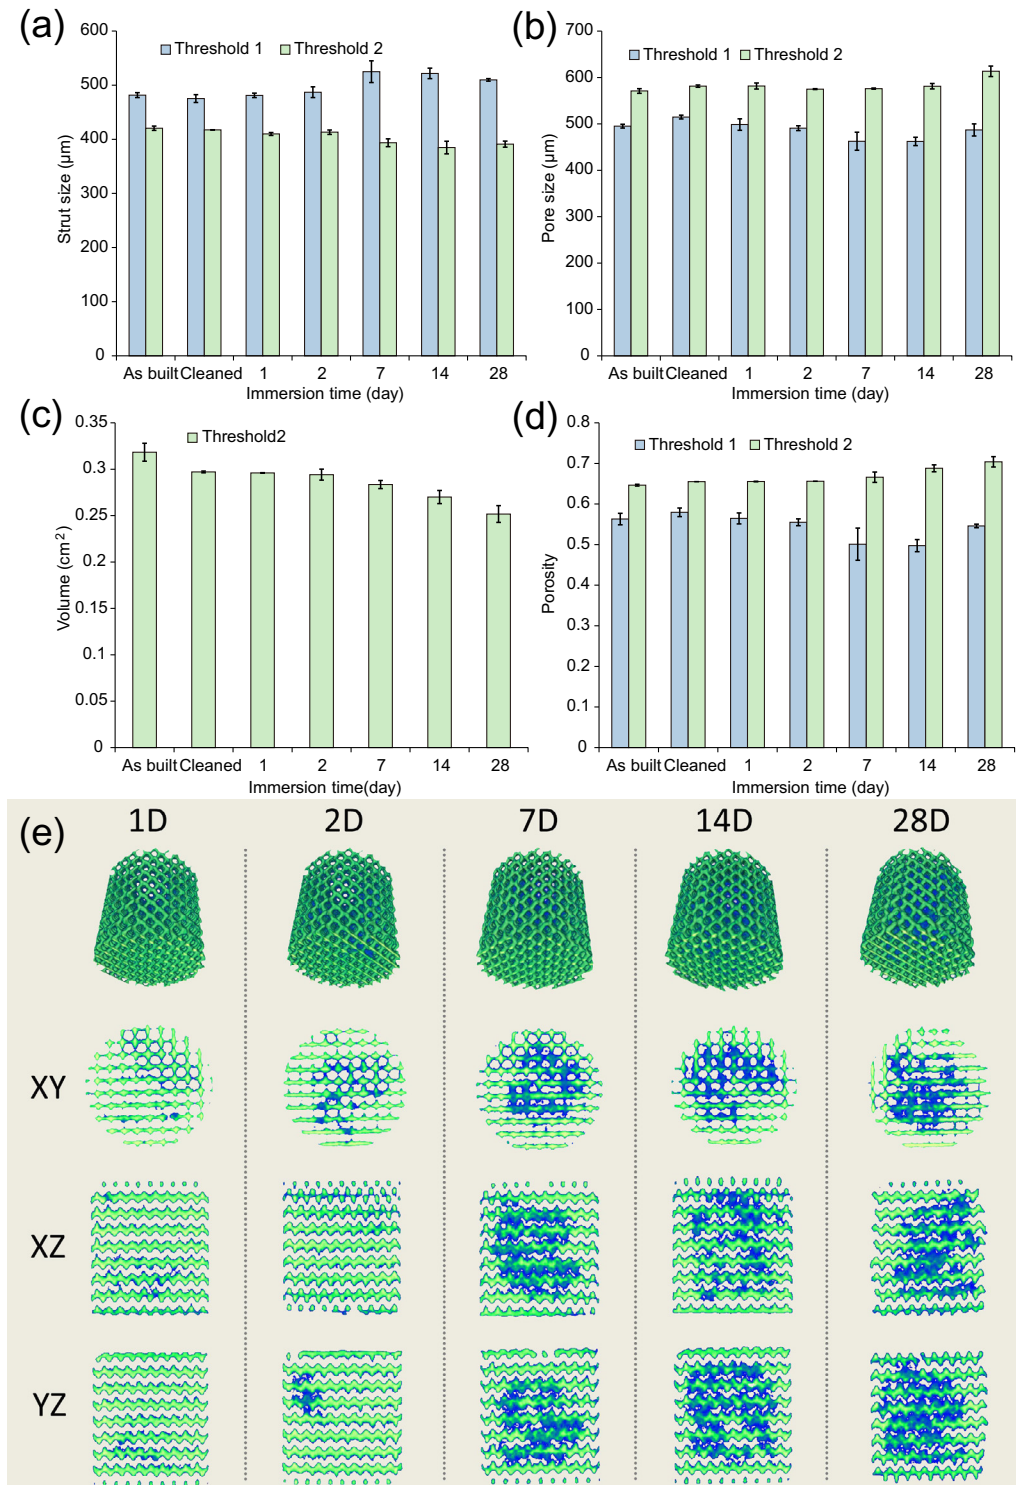 (a)
600
500
400
300
200
100
0
Strut size (μm)
Threshold 1
Threshold 2
As built Cleaned 1 2 7 14 28
Immersion time (day)
(b)
700
600
500
400
300
200
100
0
Pore size (μm)
Threshold 1
Threshold 2
As built Cleaned 1 2 7 14 28
Immersion time (day)
(c)
0.35
0.3
0.25
0.2
0.15
0.1
0.05
0
Volume (cm²)
Threshold2
As built Cleaned 1 2 7 14 28
Immersion time(day)
(d)
0.8
0.7
0.6
0.5
0.4
0.3
0.2
0.1
0
Porosity
Threshold 1
Threshold 2
As built Cleaned 1 2 7 14 28
Immersion time (day)
(e)
1D 2D 7D 14D 28D
XY
XZ
YZ